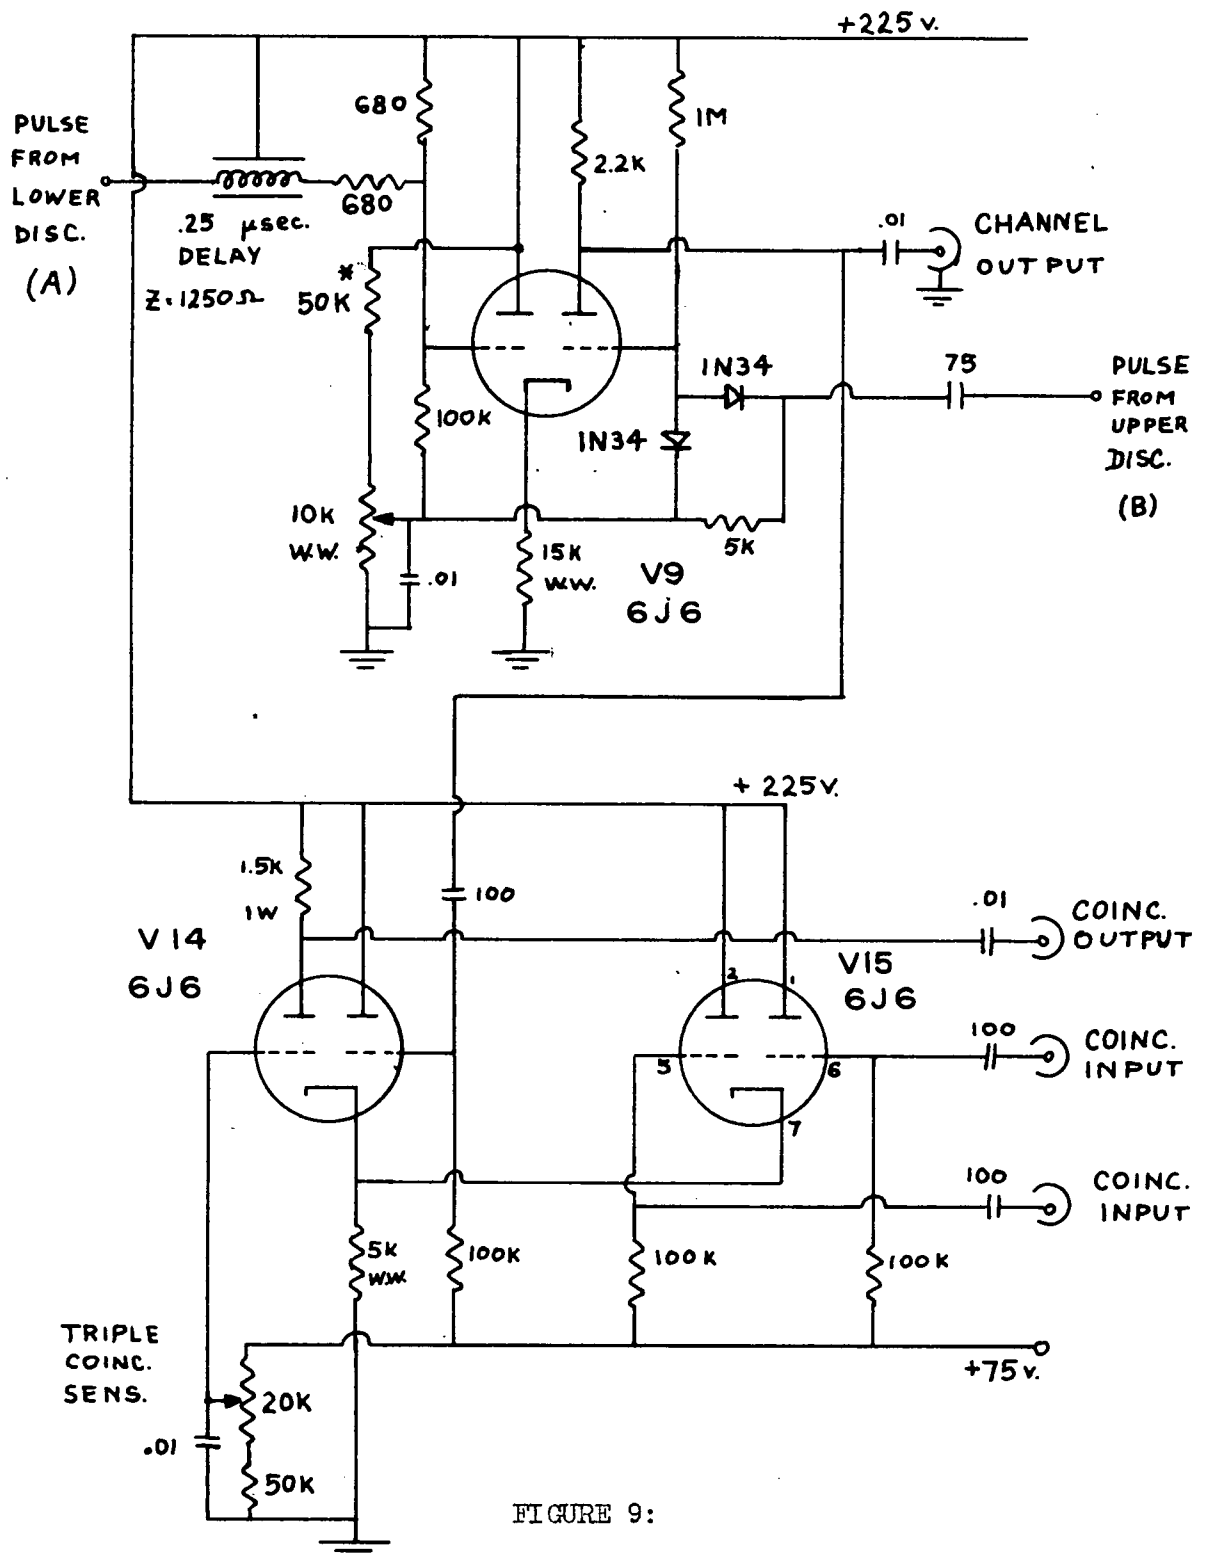 +225 v.
PULSE
FROM
LOWER
DISC.
(A)
680
680
.25 μsec.
DELAY
Z=1250Ω
*
50K
2.2K
1M
.01
CHANNEL
OUTPUT
1N34
1N34
75
PULSE
FROM
UPPER
DISC.
(B)
100K
10K
W.W.
.01
15K
W.W.
5K
V9
6J6
+ 225 v.
1.5K
1W
100
.01
COINC.
OUTPUT
V14
6J6
V15
6J6
2
1
5
6
7
100
COINC.
INPUT
100
COINC.
INPUT
5K
W.W.
100K
100K
100K
TRIPLE
COINC.
SENS.
20K
+75 v.
.01
50K
FIGURE 9: